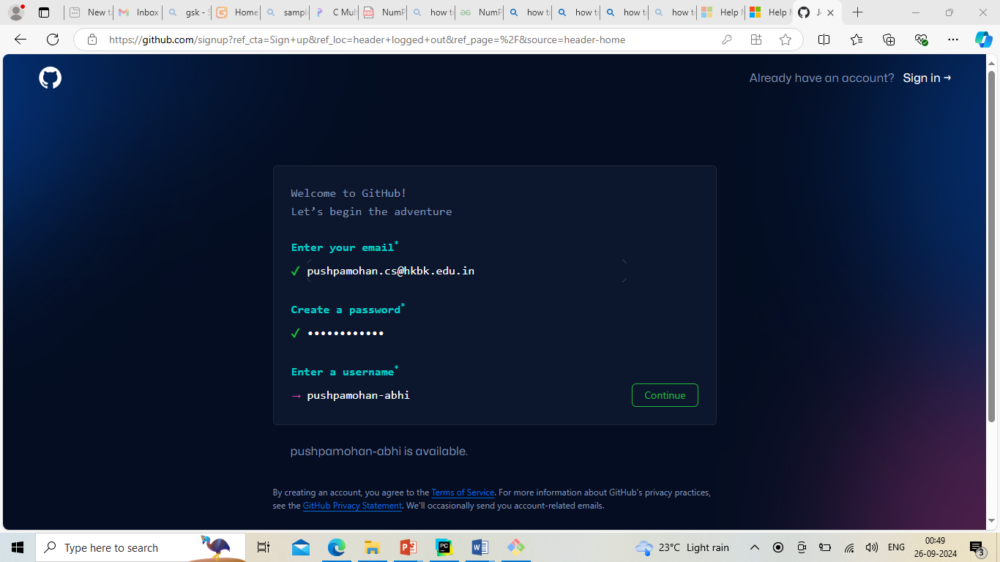 New t
Inbox
gsk - S
Home
sampl
C Mul
NumP
how t
NumP
how t
how t
how t
how t
Help M
Help M
https://github.com/signup?ref_cta=Sign+up&ref_loc=header+logged+out&ref_page=%2F&source=header-home
Already have an account? Sign in →
Welcome to GitHub!
Let’s begin the adventure
Enter your email*
✓ pushpamohan.cs@hkbk.edu.in
Create a password*
✓ ••••••••••••
Enter a username*
→ pushpamohan-abhi
Continue
pushpamohan-abhi is available.
By creating an account, you agree to the Terms of Service. For more information about GitHub's privacy practices,
see the GitHub Privacy Statement. We'll occasionally send you account-related emails.
Type here to search
23°C Light rain
ENG
00:49
26-09-2024
3